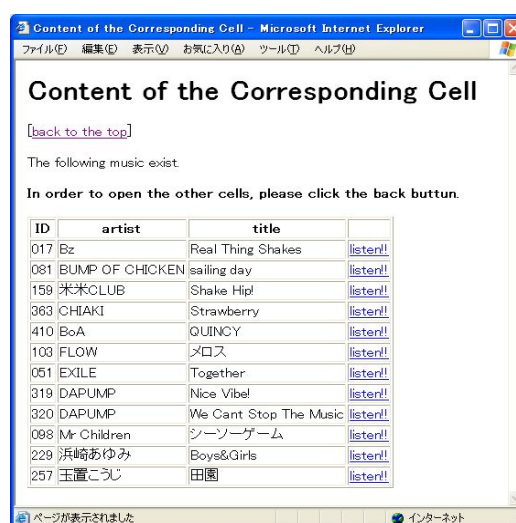 Content of the Corresponding Cell - Microsoft Internet Explorer
ファイル(F) 編集(E) 表示(V) お気に入り(A) ツール(T) ヘルプ(H)
Content of the Corresponding Cell
[back to the top]
The following music exist.
In order to open the other cells, please click the back buttun.
ID artist title
017 Bz Real Thing Shakes listen!!
081 BUMP OF CHICKEN sailing day listen!!
159 米米CLUB Shake Hip! listen!!
363 CHIAKI Strawberry listen!!
410 BoA QUINCY listen!!
103 FLOW メロス listen!!
051 EXILE Together listen!!
319 DAPUMP Nice Vibe! listen!!
320 DAPUMP We Cant Stop The Music listen!!
098 Mr Children シーソーゲーム listen!!
229 浜崎あゆみ Boys&Girls listen!!
257 玉置こうじ 田園 listen!!
ページが表示されました インターネット